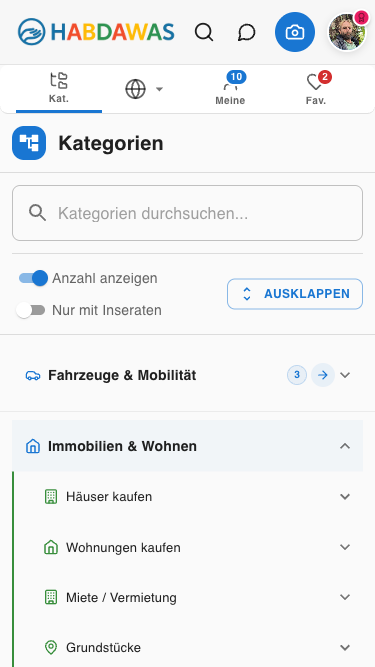 HABDAWAS
Kat.
10
Meine
2
Fav.
Kategorien
Kategorien durchsuchen...
Anzahl anzeigen
Nur mit Inseraten
AUSKLAPPEN
Fahrzeuge & Mobilität
3
Immobilien & Wohnen
Häuser kaufen
Wohnungen kaufen
Miete / Vermietung
Grundstücke